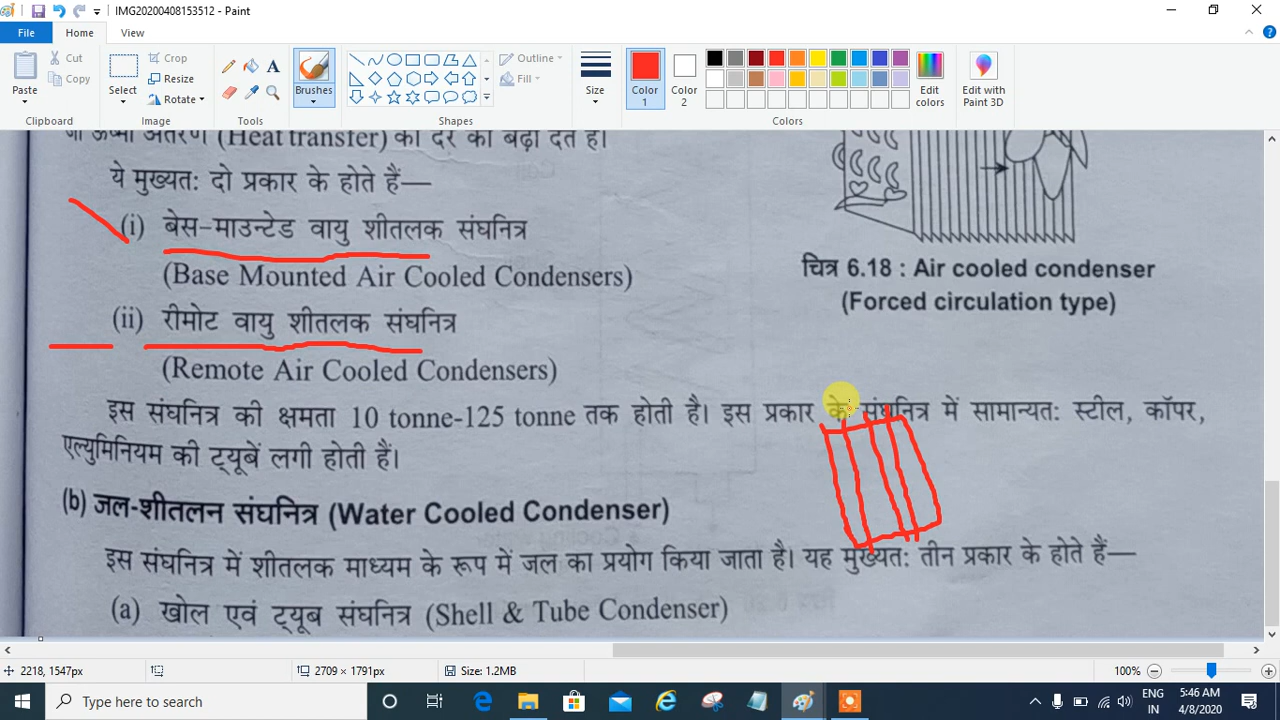 IMG20200408153512 - Paint
File Home View
Cut
Copy
Paste
Clipboard
Select
Crop
Resize
Rotate
Image
Tools
Brushes
Shapes
Outline
Fill
Size
Color 1
Color 2
Colors
Edit colors
Edit with Paint 3D
जो ऊष्मा अंतरण (Heat transfer) की दर को बढ़ा देते हैं।
ये मुख्यत: दो प्रकार के होते हैं—
(i) बेस-माउन्टेड वायु शीतलक संघनित्र
(Base Mounted Air Cooled Condensers)
(ii) रीमोट वायु शीतलक संघनित्र
(Remote Air Cooled Condensers)
चित्र 6.18 : Air cooled condenser
(Forced circulation type)
इस संघनित्र की क्षमता 10 tonne-125 tonne तक होती है। इस प्रकार के संघनित्र में सामान्यत: स्टील, कॉपर,
एल्युमिनियम की ट्यूबें लगी होती हैं।
(b) जल-शीतलन संघनित्र (Water Cooled Condenser)
इस संघनित्र में शीतलक माध्यम के रूप में जल का प्रयोग किया जाता है। यह मुख्यत: तीन प्रकार के होते हैं—
(a) खोल एवं ट्यूब संघनित्र (Shell & Tube Condenser)
2218, 1547px
2709 × 1791px
Size: 1.2MB
100%
Type here to search
ENG
IN
5:46 AM
4/8/2020